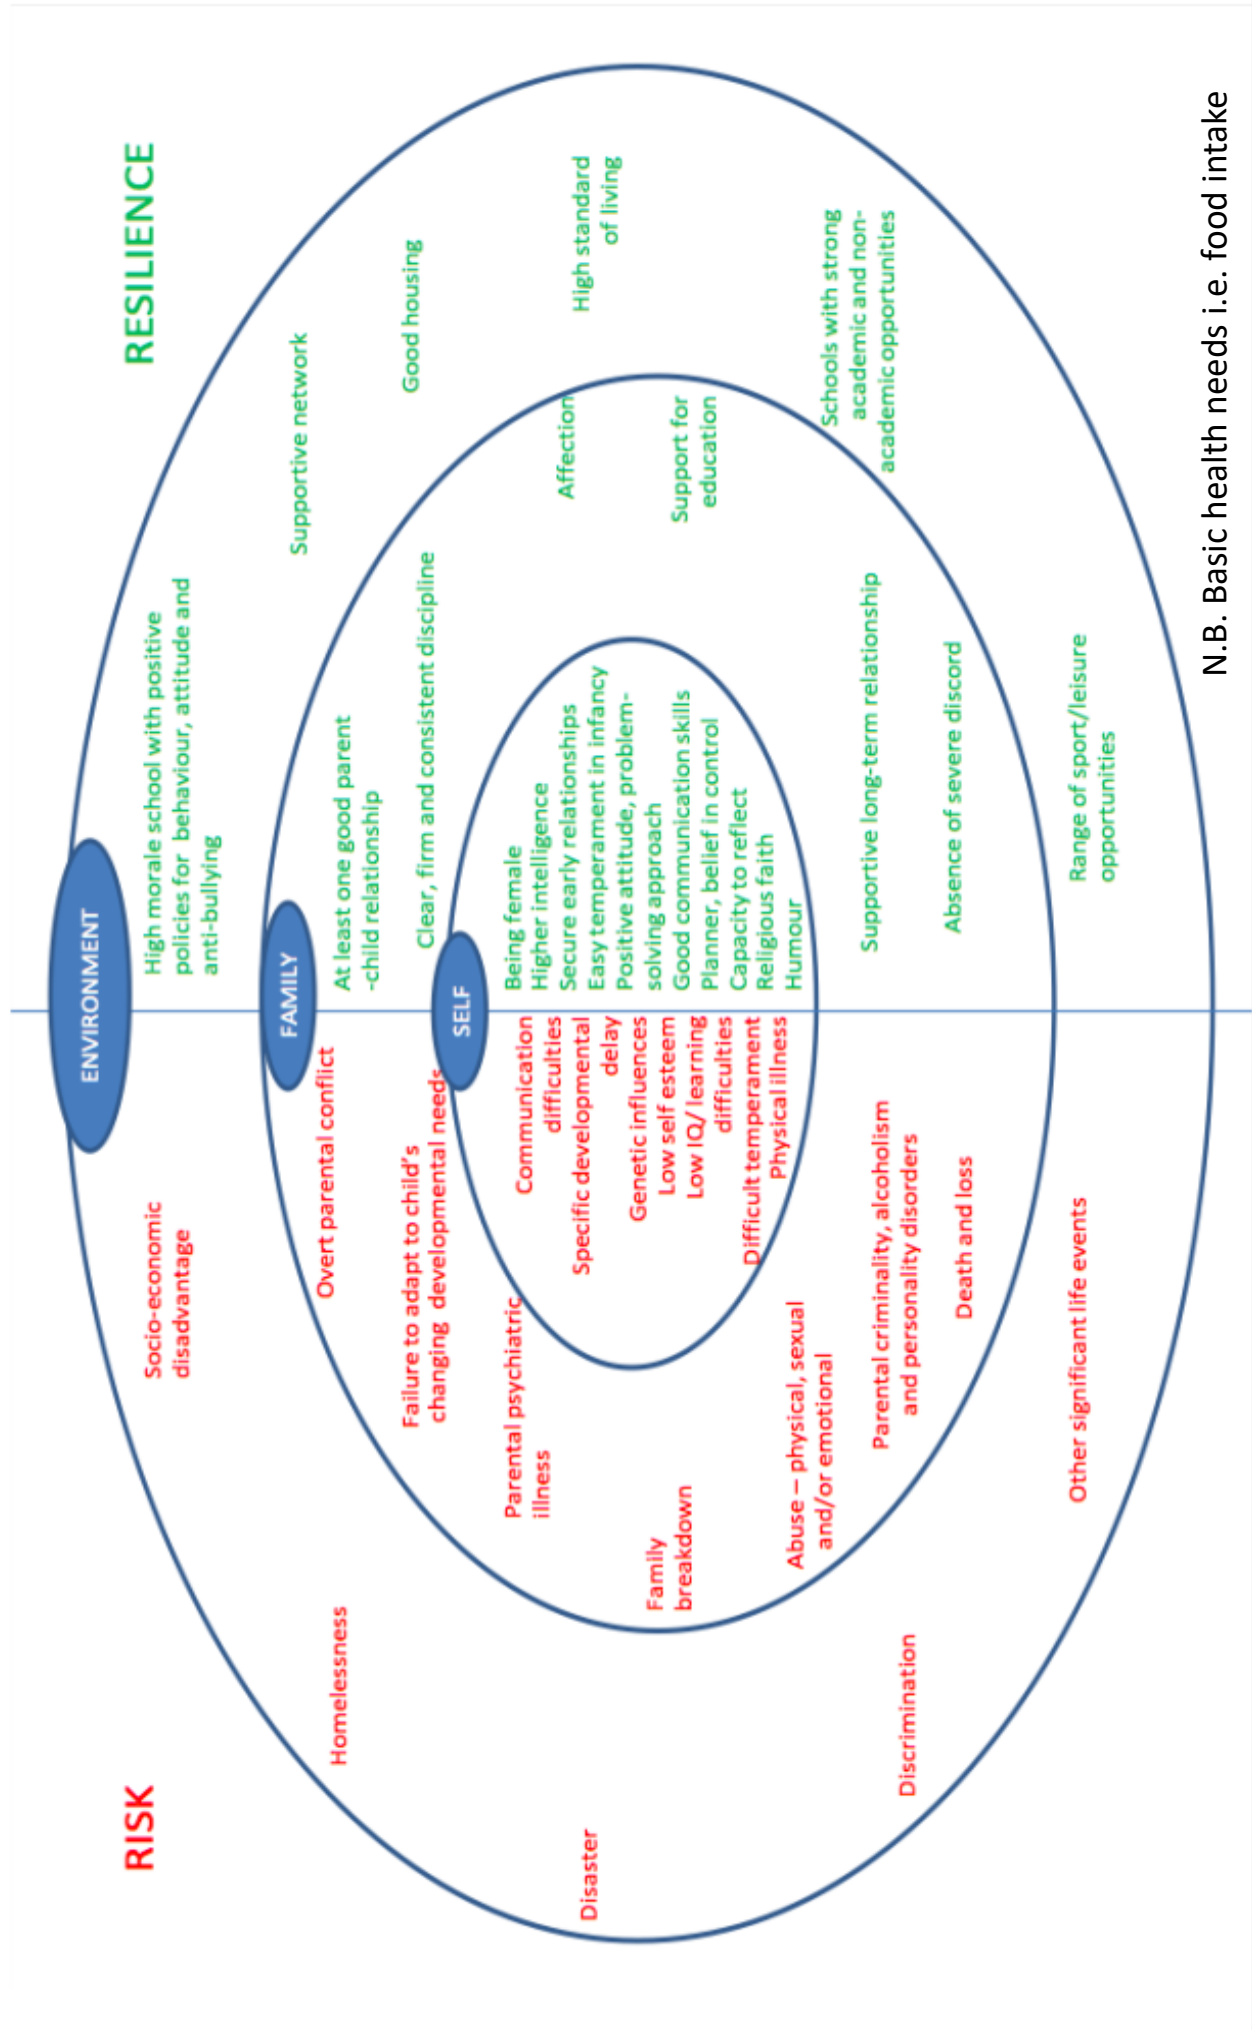 RISK
RESILIENCE
ENVIRONMENT
Socio-economic
disadvantage
Homelessness
Disaster
Discrimination
Other significant life events
High morale school with positive
policies for behaviour, attitude and
anti-bullying
Supportive network
Good housing
High standard
of living
Schools with strong
academic and non-
academic opportunities
Range of sport/leisure
opportunities
FAMILY
Overt parental conflict
Failure to adapt to child’s
changing developmental needs
Parental psychiatric
illness
Family
breakdown
Abuse – physical, sexual
and/or emotional
Parental criminality, alcoholism
and personality disorders
Death and loss
At least one good parent
-child relationship
Clear, firm and consistent discipline
Affection
Support for
education
Supportive long-term relationship
Absence of severe discord
SELF
Communication
difficulties
Specific developmental
delay
Genetic influences
Low self esteem
Low IQ/ learning
difficulties
Difficult temperament
Physical illness
Being female
Higher intelligence
Secure early relationships
Easy temperament in infancy
Positive attitude, problem-
solving approach
Good communication skills
Planner, belief in control
Capacity to reflect
Religious faith
Humour
N.B. Basic health needs i.e. food intake